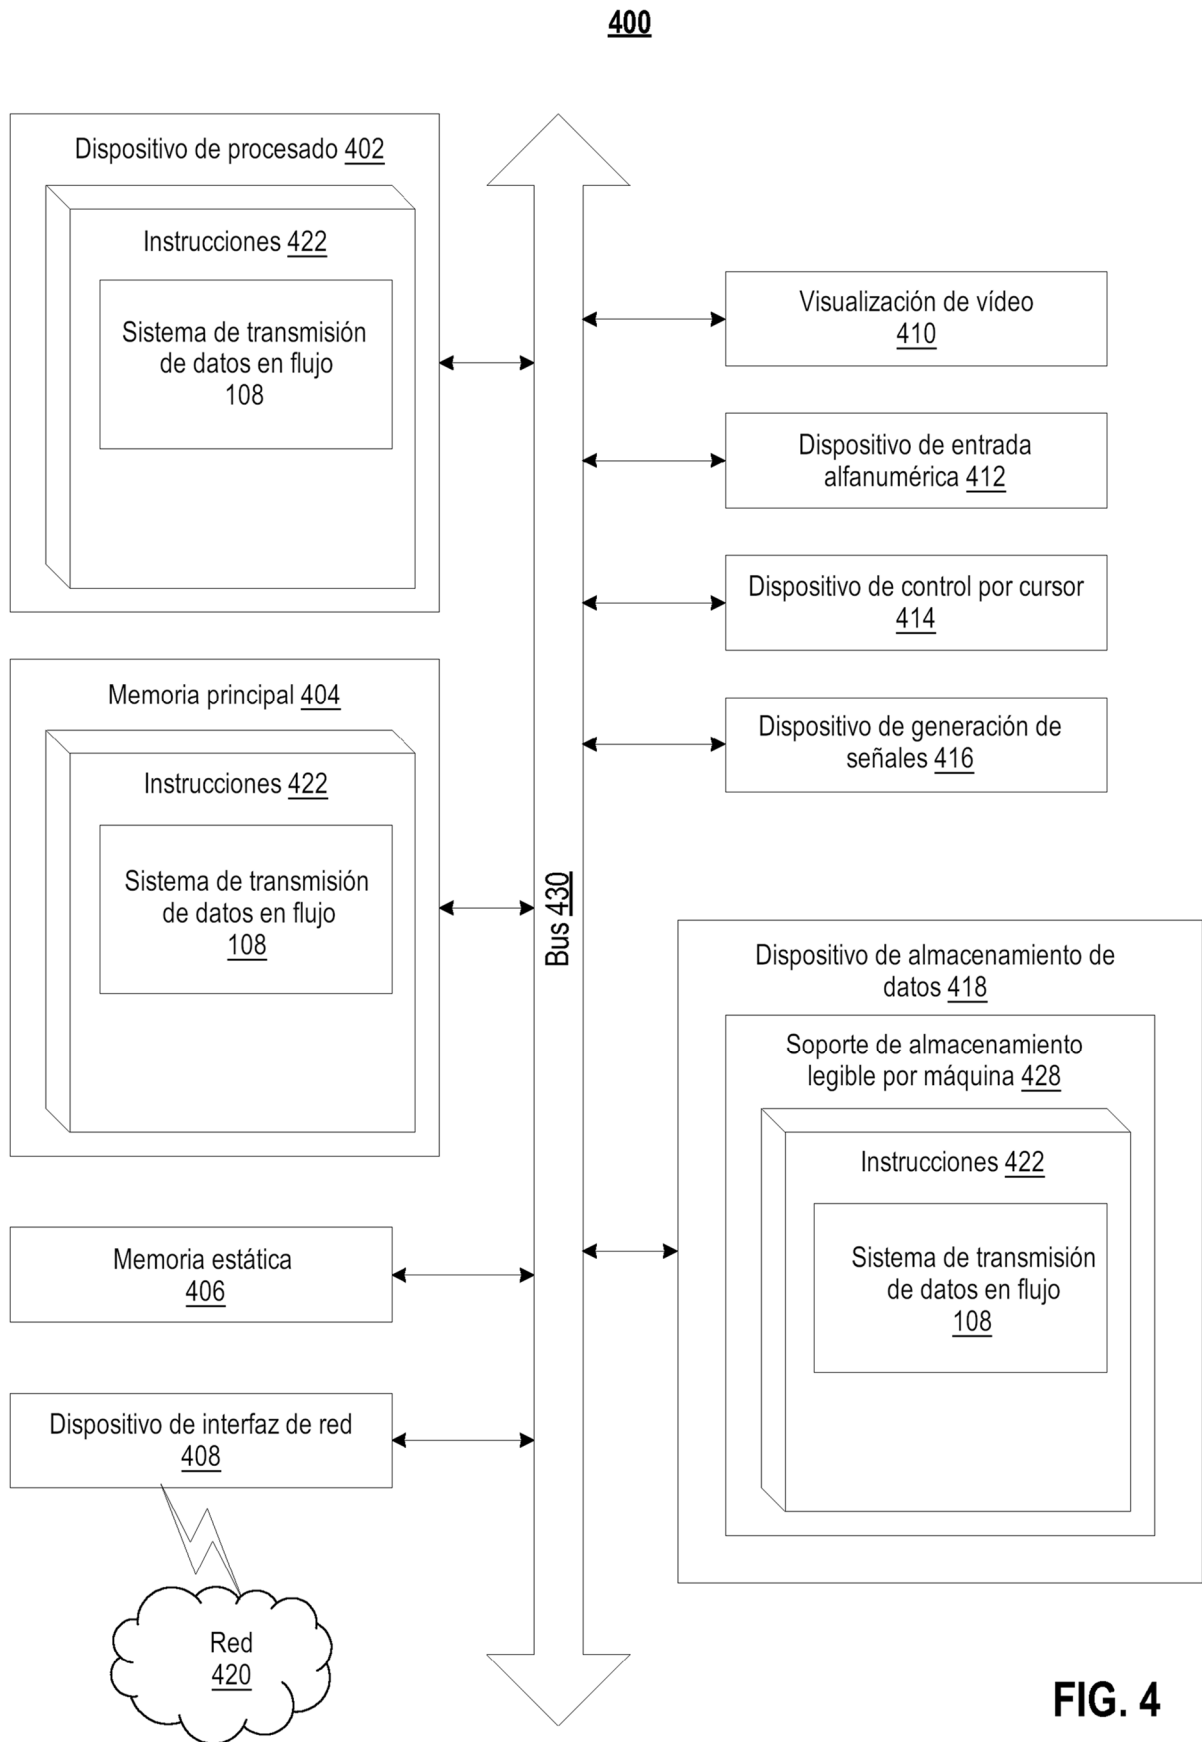 400
Dispositivo de procesado 402
Instrucciones 422
Sistema de transmisión
de datos en flujo
108
Memoria principal 404
Instrucciones 422
Sistema de transmisión
de datos en flujo
108
Memoria estática
406
Dispositivo de interfaz de red
408
Red
420
Bus 430
Visualización de vídeo
410
Dispositivo de entrada
alfanumérica 412
Dispositivo de control por cursor
414
Dispositivo de generación de
señales 416
Dispositivo de almacenamiento de
datos 418
Soporte de almacenamiento
legible por máquina 428
Instrucciones 422
Sistema de transmisión
de datos en flujo
108
FIG. 4